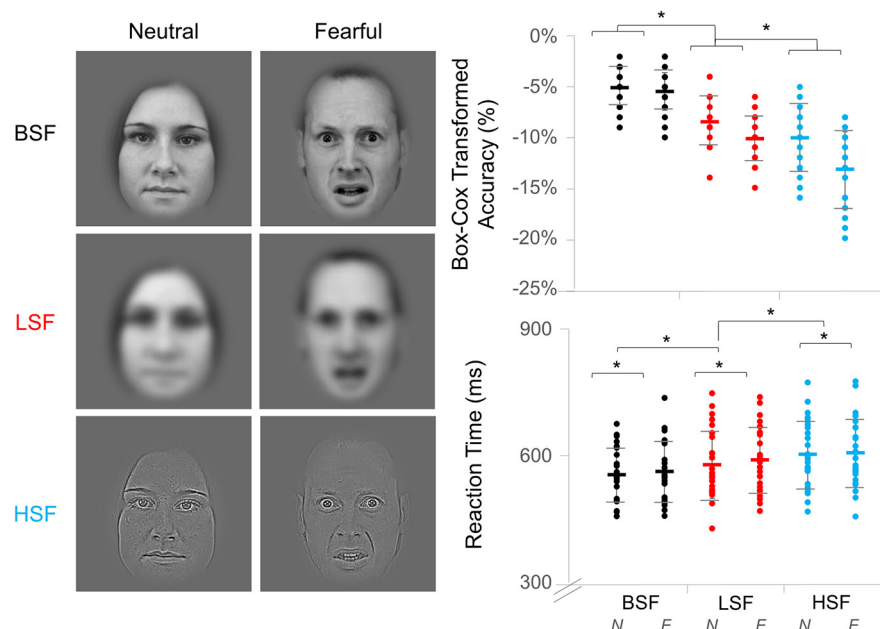 Neutral Fearful
BSF
LSF
HSF
Box-Cox Transformed
Accuracy (%)
0%
-5%
-10%
-15%
-20%
-25%
* *
Reaction Time (ms)
900
600
300
*
* *
* *
BSF LSF HSF
N F N F N F